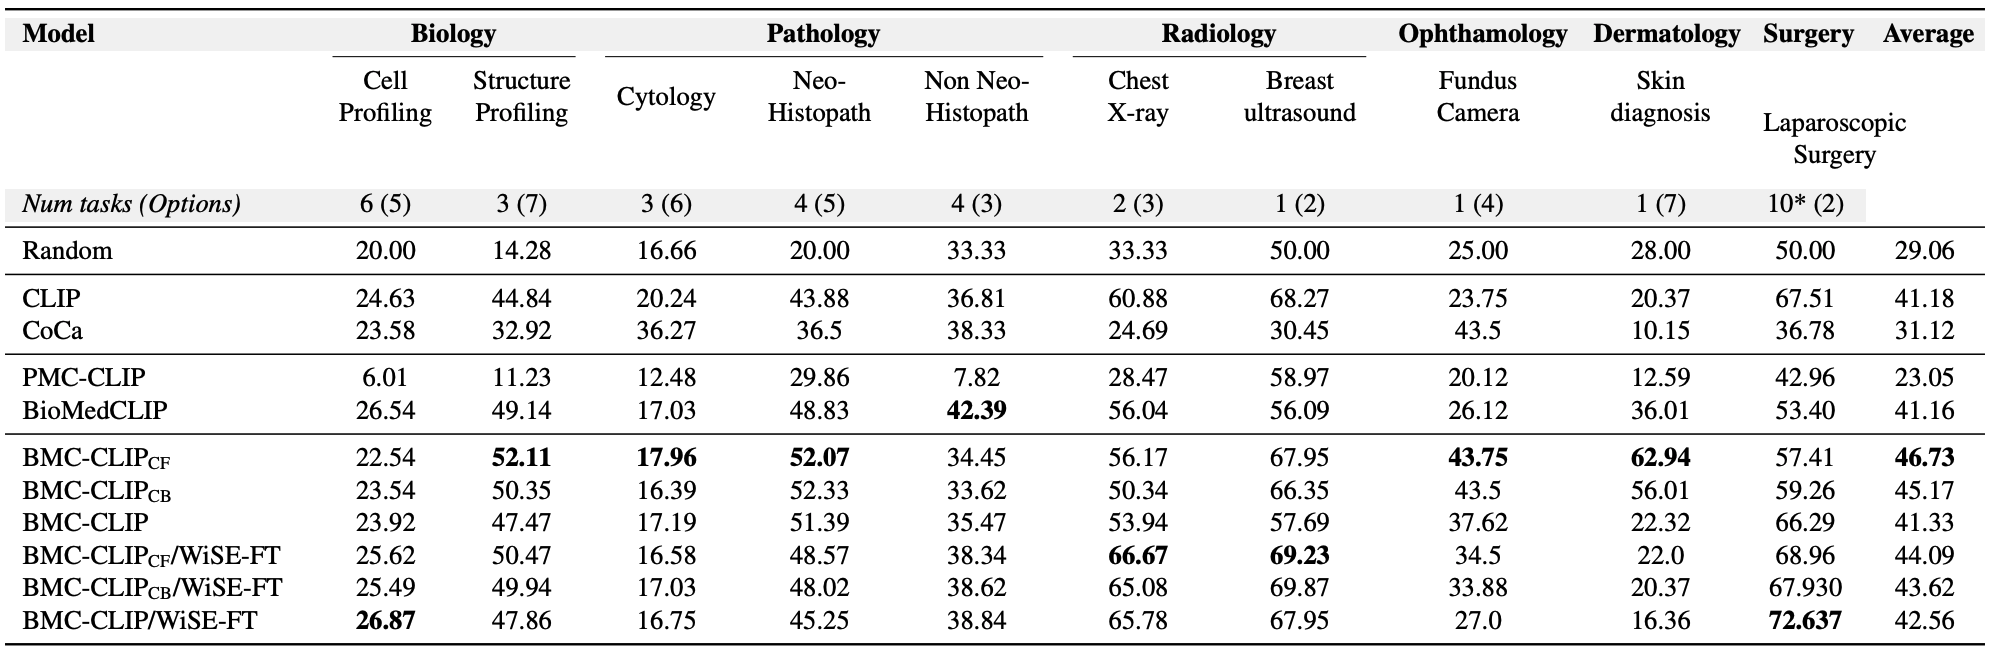 Model Biology Pathology Radiology Ophthamology Dermatology Surgery Average
Cell Profiling Structure Profiling Cytology Neo-Histopath Non Neo-Histopath Chest X-ray Breast ultrasound Fundus Camera Skin diagnosis Laparoscopic Surgery
Num tasks (Options) 6 (5) 3 (7) 3 (6) 4 (5) 4 (3) 2 (3) 1 (2) 1 (4) 1 (7) 10* (2)
Random 20.00 14.28 16.66 20.00 33.33 33.33 50.00 25.00 28.00 50.00 29.06
CLIP 24.63 44.84 20.24 43.88 36.81 60.88 68.27 23.75 20.37 67.51 41.18
CoCa 23.58 32.92 36.27 36.5 38.33 24.69 30.45 43.5 10.15 36.78 31.12
PMC-CLIP 6.01 11.23 12.48 29.86 7.82 28.47 58.97 20.12 12.59 42.96 23.05
BioMedCLIP 26.54 49.14 17.03 48.83 42.39 56.04 56.09 26.12 36.01 53.40 41.16
BMC-CLIPCF 22.54 52.11 17.96 52.07 34.45 56.17 67.95 43.75 62.94 57.41 46.73
BMC-CLIPCB 23.54 50.35 16.39 52.33 33.62 50.34 66.35 43.5 56.01 59.26 45.17
BMC-CLIP 23.92 47.47 17.19 51.39 35.47 53.94 57.69 37.62 22.32 66.29 41.33
BMC-CLIPCF/WiSE-FT 25.62 50.47 16.58 48.57 38.34 66.67 69.23 34.5 22.0 68.96 44.09
BMC-CLIPCB/WiSE-FT 25.49 49.94 17.03 48.02 38.62 65.08 69.87 33.88 20.37 67.930 43.62
BMC-CLIP/WiSE-FT 26.87 47.86 16.75 45.25 38.84 65.78 67.95 27.0 16.36 72.637 42.56